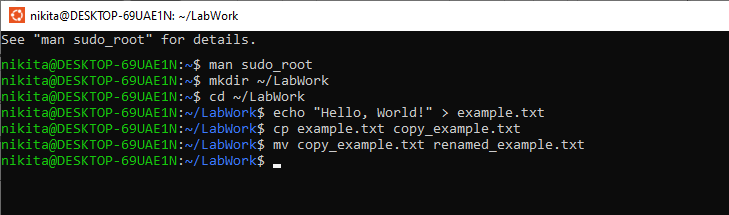 nikita@DESKTOP-69UAE1N: ~/LabWork
See "man sudo_root" for details.
nikita@DESKTOP-69UAE1N:~$ man sudo_root
nikita@DESKTOP-69UAE1N:~$ mkdir ~/LabWork
nikita@DESKTOP-69UAE1N:~$ cd ~/LabWork
nikita@DESKTOP-69UAE1N:~/LabWork$ echo "Hello, World!" > example.txt
nikita@DESKTOP-69UAE1N:~/LabWork$ cp example.txt copy_example.txt
nikita@DESKTOP-69UAE1N:~/LabWork$ mv copy_example.txt renamed_example.txt
nikita@DESKTOP-69UAE1N:~/LabWork$